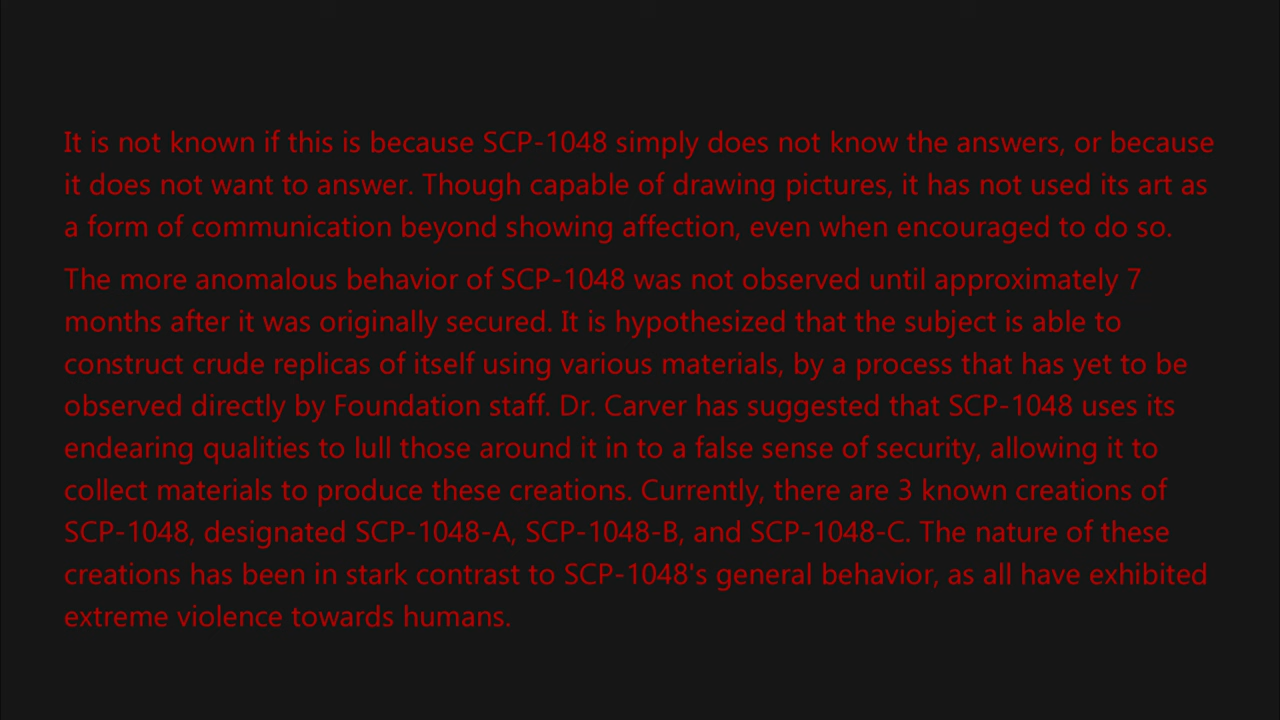 It is not known if this is because SCP-1048 simply does not know the answers, or because
it does not want to answer. Though capable of drawing pictures, it has not used its art as
a form of communication beyond showing affection, even when encouraged to do so.
The more anomalous behavior of SCP-1048 was not observed until approximately 7
months after it was originally secured. It is hypothesized that the subject is able to
construct crude replicas of itself using various materials, by a process that has yet to be
observed directly by Foundation staff. Dr. Carver has suggested that SCP-1048 uses its
endearing qualities to lull those around it in to a false sense of security, allowing it to
collect materials to produce these creations. Currently, there are 3 known creations of
SCP-1048, designated SCP-1048-A, SCP-1048-B, and SCP-1048-C. The nature of these
creations has been in stark contrast to SCP-1048's general behavior, as all have exhibited
extreme violence towards humans.